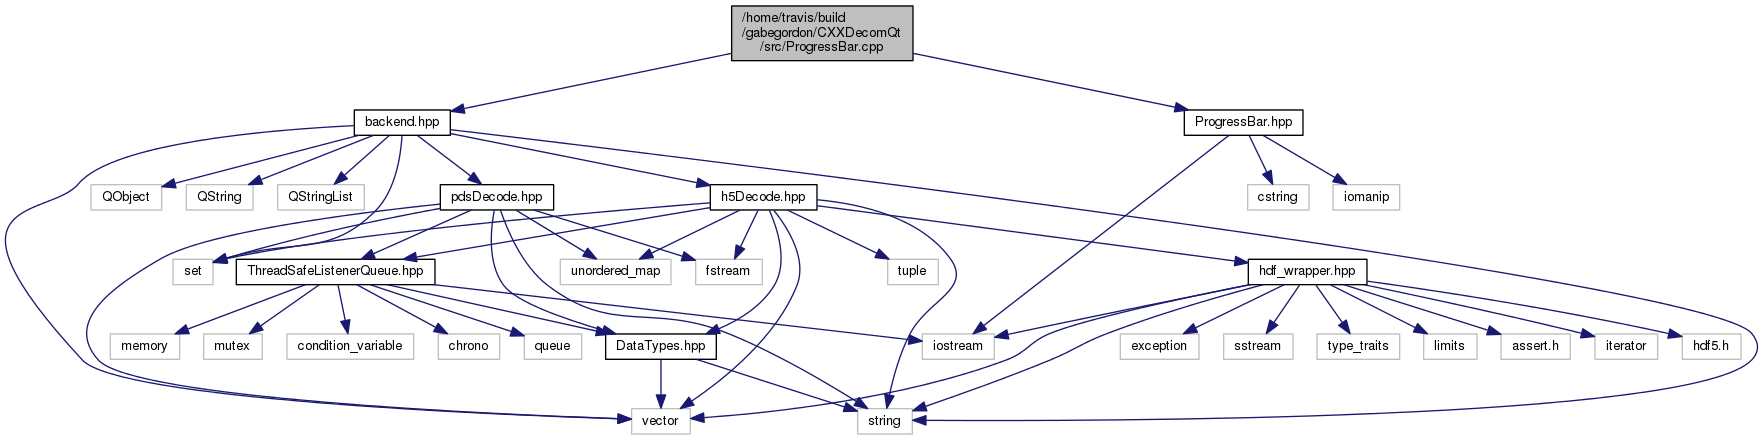 /home/travis/build
/gabegordon/CXXDecomQt
/src/ProgressBar.cpp
backend.hpp
ProgressBar.hpp
QObject
QString
QStringList
pdsDecode.hpp
h5Decode.hpp
cstring
iomanip
set
ThreadSafeListenerQueue.hpp
unordered_map
fstream
tuple
hdf_wrapper.hpp
memory
mutex
condition_variable
chrono
queue
DataTypes.hpp
iostream
exception
sstream
type_traits
limits
assert.h
iterator
hdf5.h
vector
string